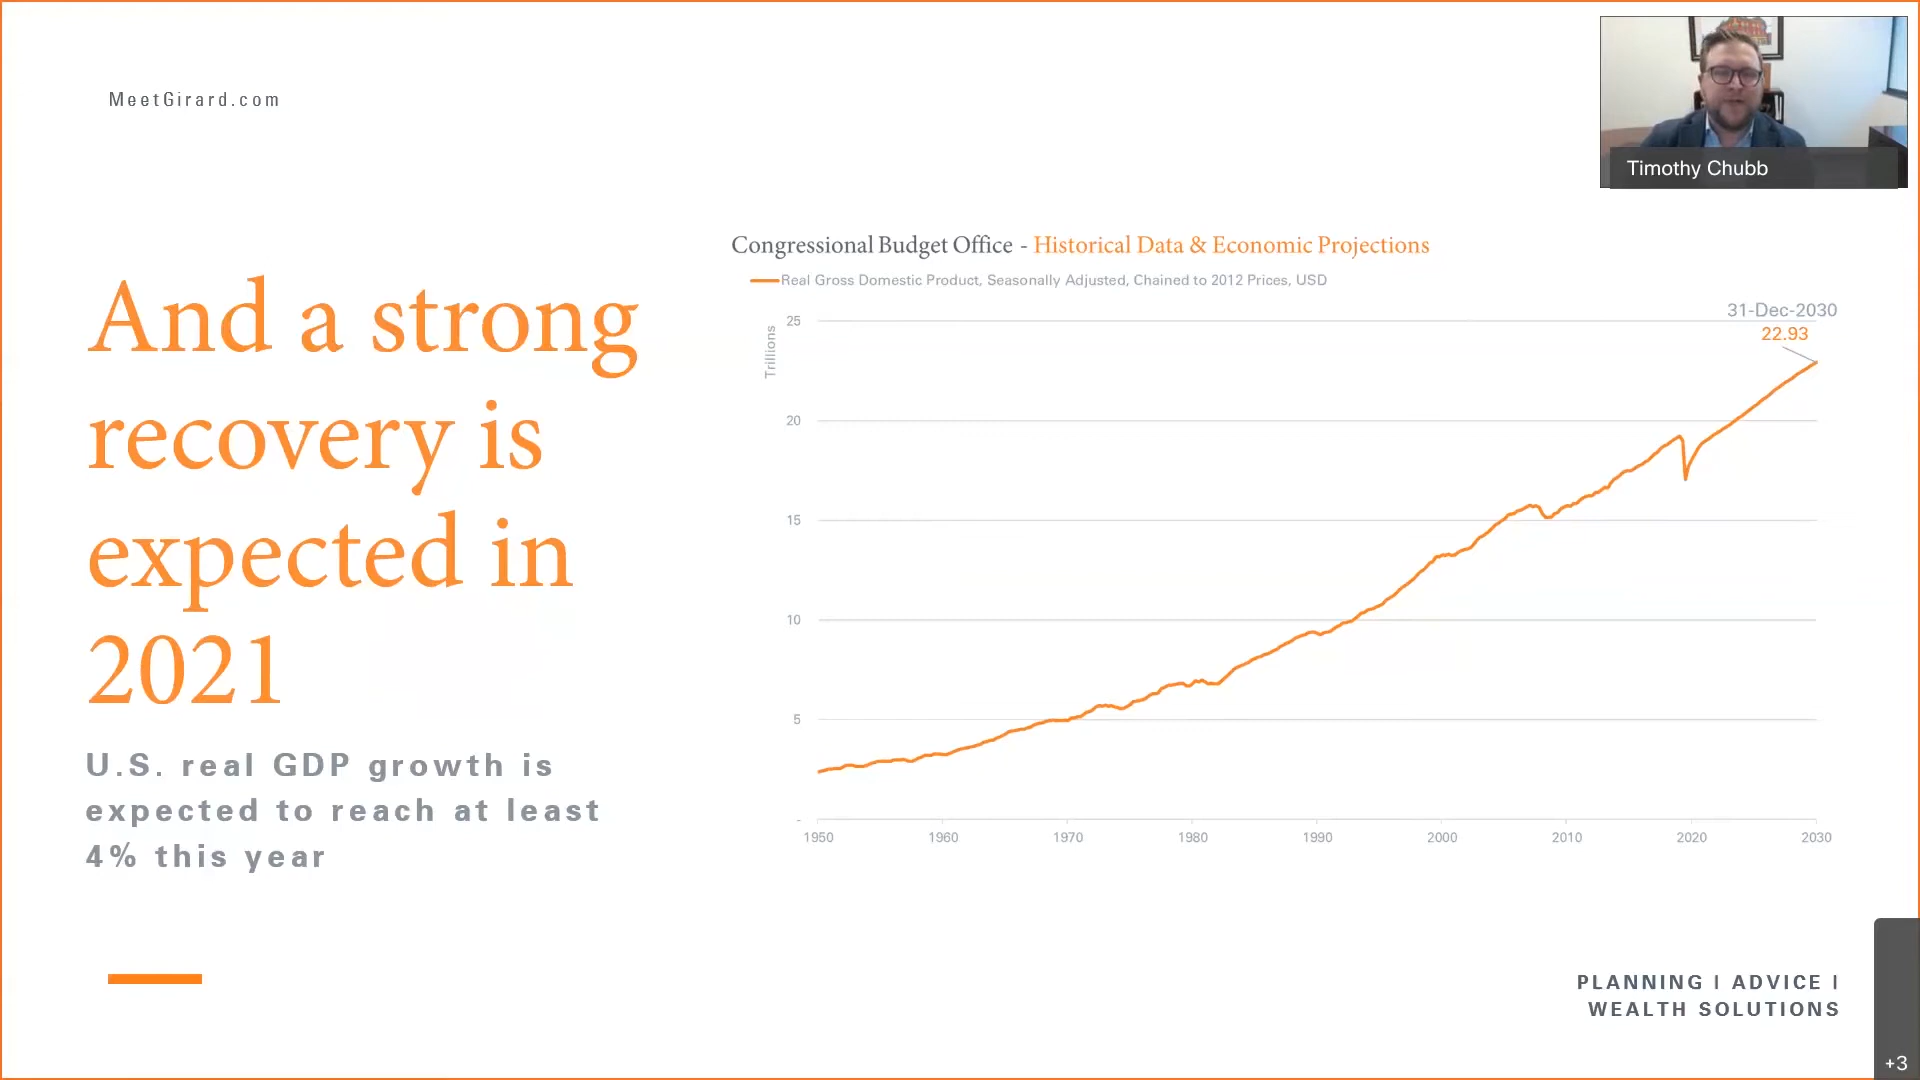 MeetGirard.com
Timothy Chubb
And a strong
recovery is
expected in
2021
U.S. real GDP growth is
expected to reach at least
4% this year
Congressional Budget Office - Historical Data & Economic Projections
Real Gross Domestic Product, Seasonally Adjusted, Chained to 2012 Prices, USD
31-Dec-2030
22.93
Trillions
25
20
15
10
5
-
1950 1960 1970 1980 1990 2000 2010 2020 2030
PLANNING | ADVICE |
WEALTH SOLUTIONS
+3